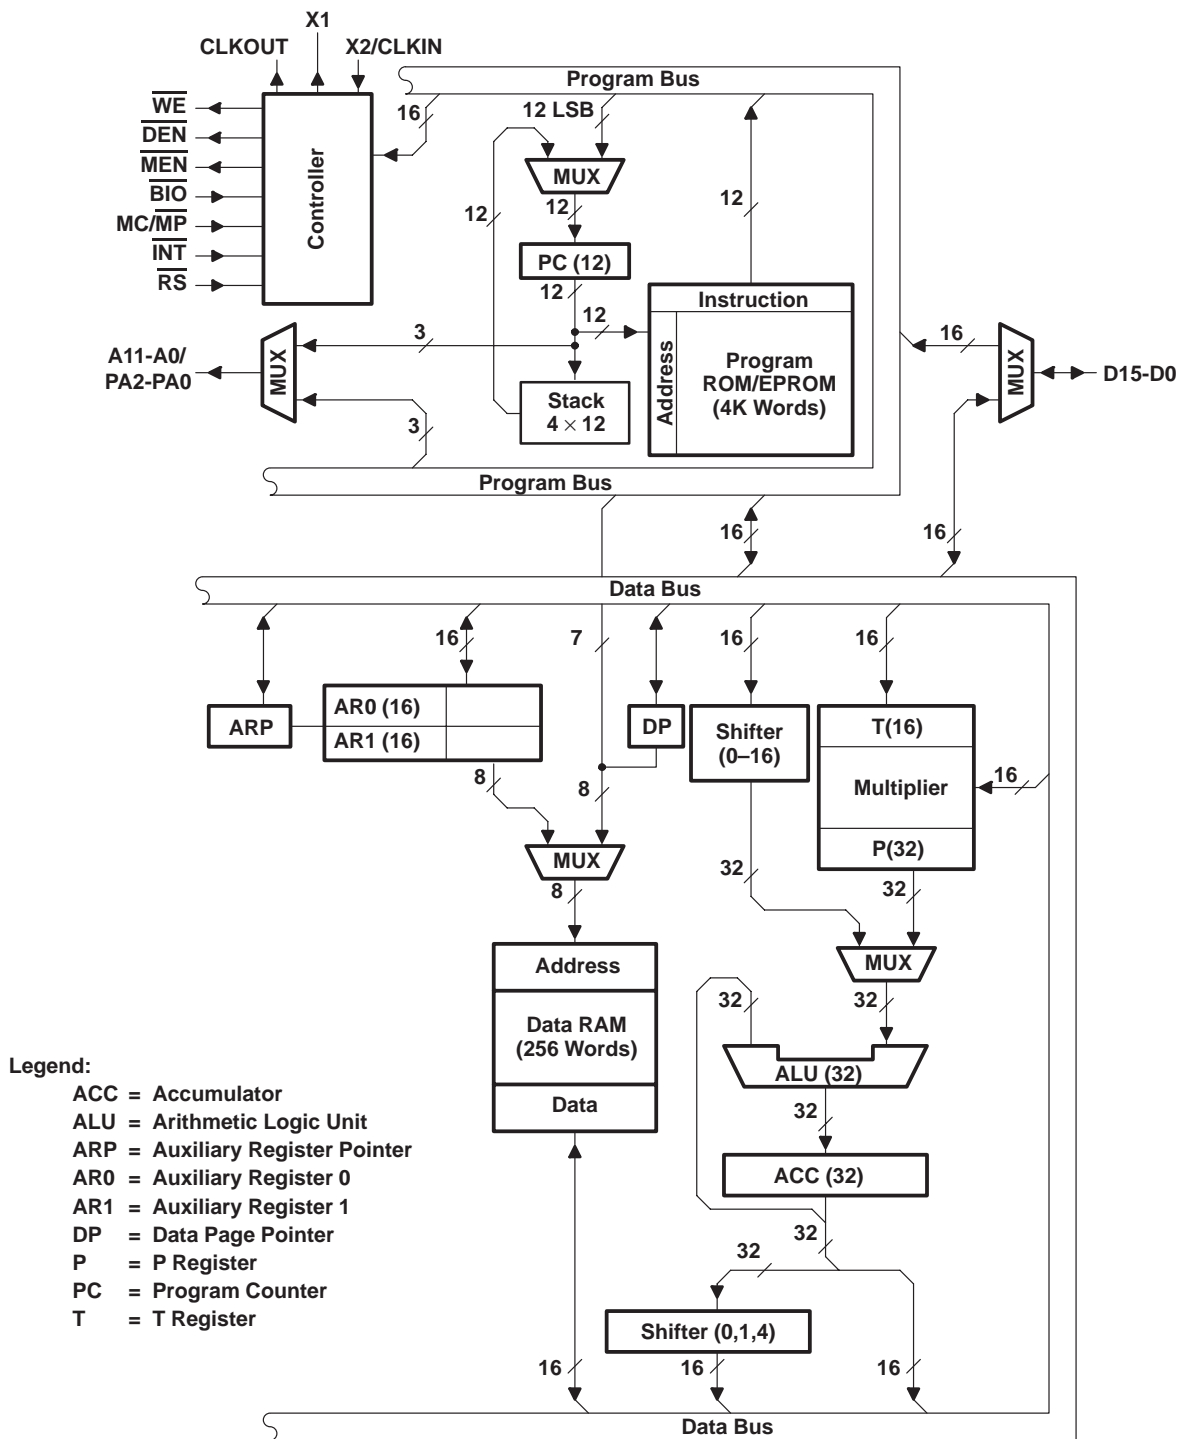 X1
CLKOUT
X2/CLKIN
Program Bus
WE
DEN
MEN
BIO
MC/MP
INT
RS
Controller
16
12 LSB
MUX
12
12
12
PC (12)
12
12
Instruction
Address
Program
ROM/EPROM
(4K Words)
Stack
4 × 12
A11-A0/
PA2-PA0
MUX
3
3
16
MUX
D15-D0
Program Bus
16
16
Data Bus
16
7
16
16
ARP
AR0 (16)
AR1 (16)
DP
Shifter
(0–16)
T(16)
Multiplier
P(32)
16
8
8
MUX
8
32
32
MUX
Address
Data RAM
(256 Words)
Data
32
32
ALU (32)
32
ACC (32)
32
32
Shifter (0,1,4)
16
16
16
Data Bus
Legend:
ACC = Accumulator
ALU = Arithmetic Logic Unit
ARP = Auxiliary Register Pointer
AR0 = Auxiliary Register 0
AR1 = Auxiliary Register 1
DP = Data Page Pointer
P = P Register
PC = Program Counter
T = T Register